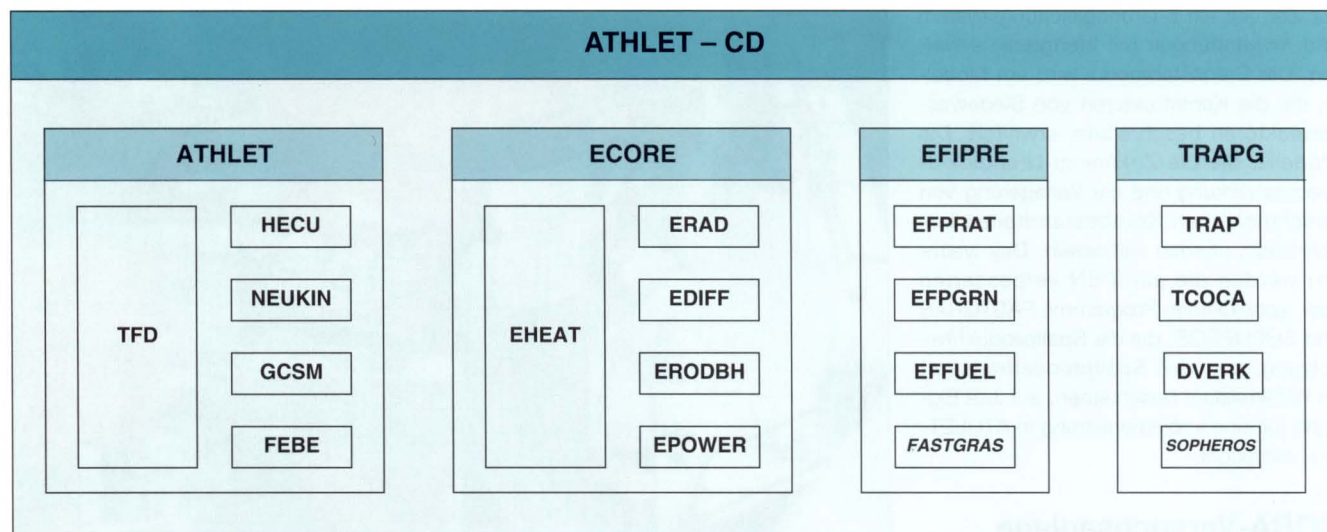 ATHLET – CD
ATHLET
TFD
HECU
NEUKIN
GCSM
FEBE
ECORE
EHEAT
ERAD
EDIFF
ERODBH
EPOWER
EFIPRE
EFPRAT
EFPGRN
EFFUEL
FASTGRAS
TRAPG
TRAP
TCOCA
DVERK
SOPHEROS